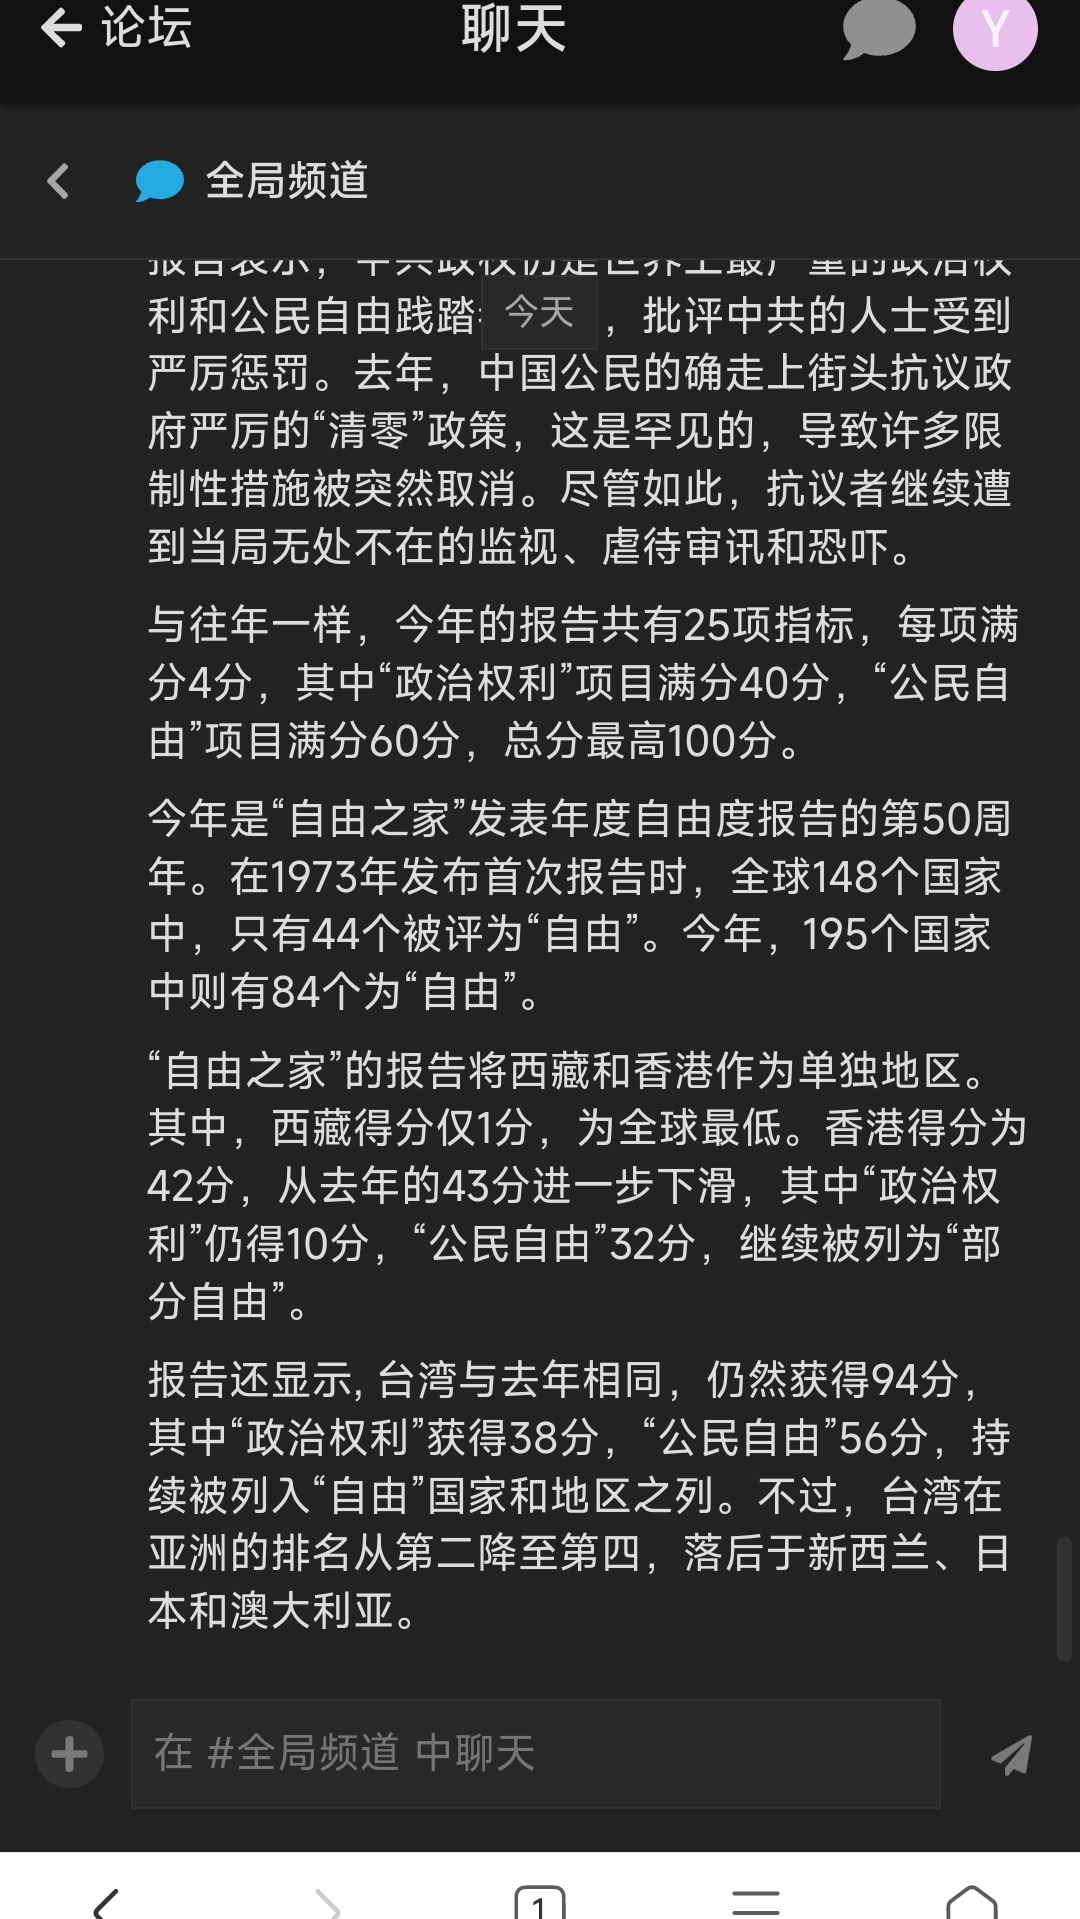 论坛
聊天
Y
全局频道
报告表示，中共政权仍是世界上最严重的政治权
利和公民自由践踏
今天
，批评中共的人士受到
严厉惩罚。去年，中国公民的确走上街头抗议政
府严厉的“清零”政策，这是罕见的，导致许多限
制性措施被突然取消。尽管如此，抗议者继续遭
到当局无处不在的监视、虐待审讯和恐吓。
与往年一样，今年的报告共有25项指标，每项满
分4分，其中“政治权利”项目满分40分，“公民自
由”项目满分60分，总分最高100分。
今年是“自由之家”发表年度自由度报告的第50周
年。在1973年发布首次报告时，全球148个国家
中，只有44个被评为“自由”。今年，195个国家
中则有84个为“自由”。
“自由之家”的报告将西藏和香港作为单独地区。
其中，西藏得分仅1分，为全球最低。香港得分为
42分，从去年的43分进一步下滑，其中“政治权
利”仍得10分，“公民自由”32分，继续被列为“部
分自由”。
报告还显示, 台湾与去年相同，仍然获得94分，
其中“政治权利”获得38分，“公民自由”56分，持
续被列入“自由”国家和地区之列。不过，台湾在
亚洲的排名从第二降至第四，落后于新西兰、日
本和澳大利亚。
在 #全局频道 中聊天
1